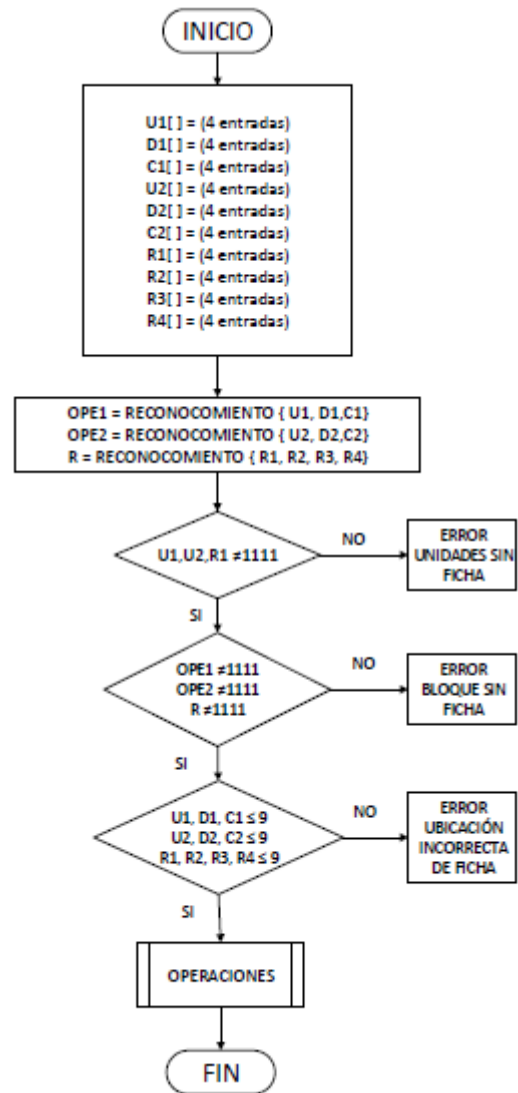 INICIO
U1[ ] = (4 entradas)
D1[ ] = (4 entradas)
C1[ ] = (4 entradas)
U2[ ] = (4 entradas)
D2[ ] = (4 entradas)
C2[ ] = (4 entradas)
R1[ ] = (4 entradas)
R2[ ] = (4 entradas)
R3[ ] = (4 entradas)
R4[ ] = (4 entradas)
OPE1 = RECONOCOMIENTO { U1, D1,C1}
OPE2 = RECONOCOMIENTO { U2, D2,C2}
R = RECONOCOMIENTO { R1, R2, R3, R4}
U1,U2,R1 ≠1111
NO
ERROR
UNIDADES SIN
FICHA
SI
OPE1 ≠1111
OPE2 ≠1111
R ≠1111
NO
ERROR
BLOQUE SIN
FICHA
SI
U1, D1, C1 ≤ 9
U2, D2, C2 ≤ 9
R1, R2, R3, R4 ≤ 9
NO
ERROR
UBICACIÓN
INCORRECTA
DE FICHA
SI
OPERACIONES
FIN